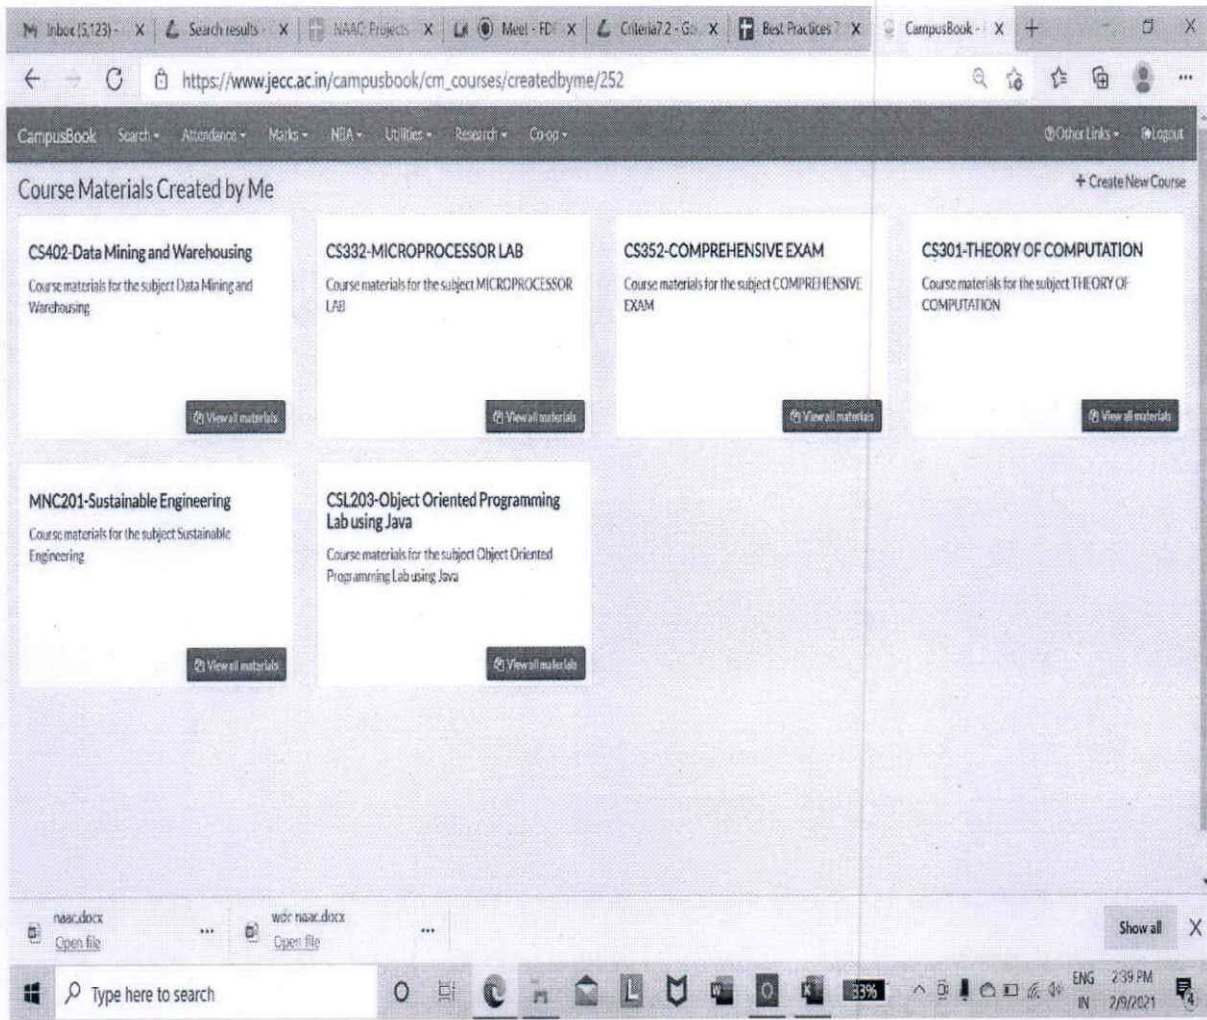 Inbox (5,123) -
Search results -
NAAC Projects
Meet - FD
Criteria7.2 - Go
Best Practices 7
CampusBook -
https://www.jecc.ac.in/campusbook/cm_courses/createdbyme/252
CampusBook Search Attendance Marks NBA Utilities Research Co-op Other Links Logout
Course Materials Created by Me
+ Create New Course
CS402-Data Mining and Warehousing
Course materials for the subject Data Mining and
Warehousing
View all materials
CS332-MICROPROCESSOR LAB
Course materials for the subject MICROPROCESSOR
LAB
View all materials
CS352-COMPREHENSIVE EXAM
Course materials for the subject COMPREHENSIVE
EXAM
View all materials
CS301-THEORY OF COMPUTATION
Course materials for the subject THEORY OF
COMPUTATION
View all materials
MNC201-Sustainable Engineering
Course materials for the subject Sustainable
Engineering
View all materials
CSL203-Object Oriented Programming
Lab using Java
Course materials for the subject Object Oriented
Programming Lab using Java
View all materials
naac.docx
Open file
wdc naac.docx
Open file
Show all
Type here to search
33%
ENG
IN
2:39 PM
2/9/2021
4